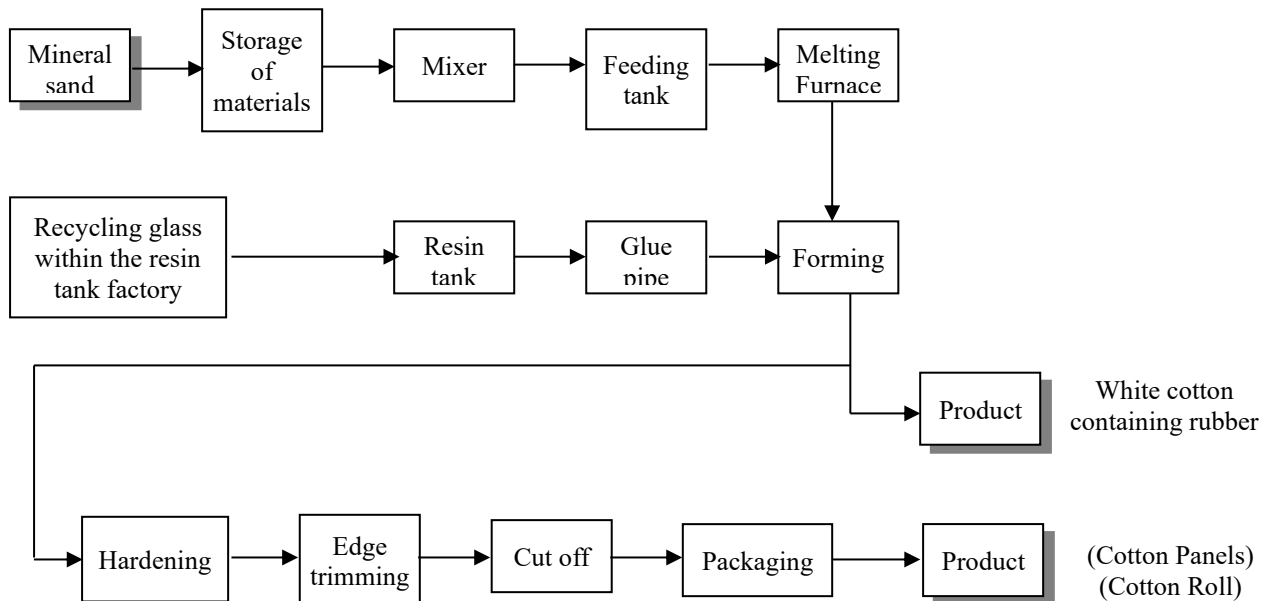 Mineral
sand
Storage
of
materials
Mixer
Feeding
tank
Melting
Furnace
Recycling glass
within the resin
tank factory
Resin
tank
Glue
pipe
Forming
Product
White cotton
containing rubber
Hardening
Edge
trimming
Cut off
Packaging
Product
(Cotton Panels)
(Cotton Roll)